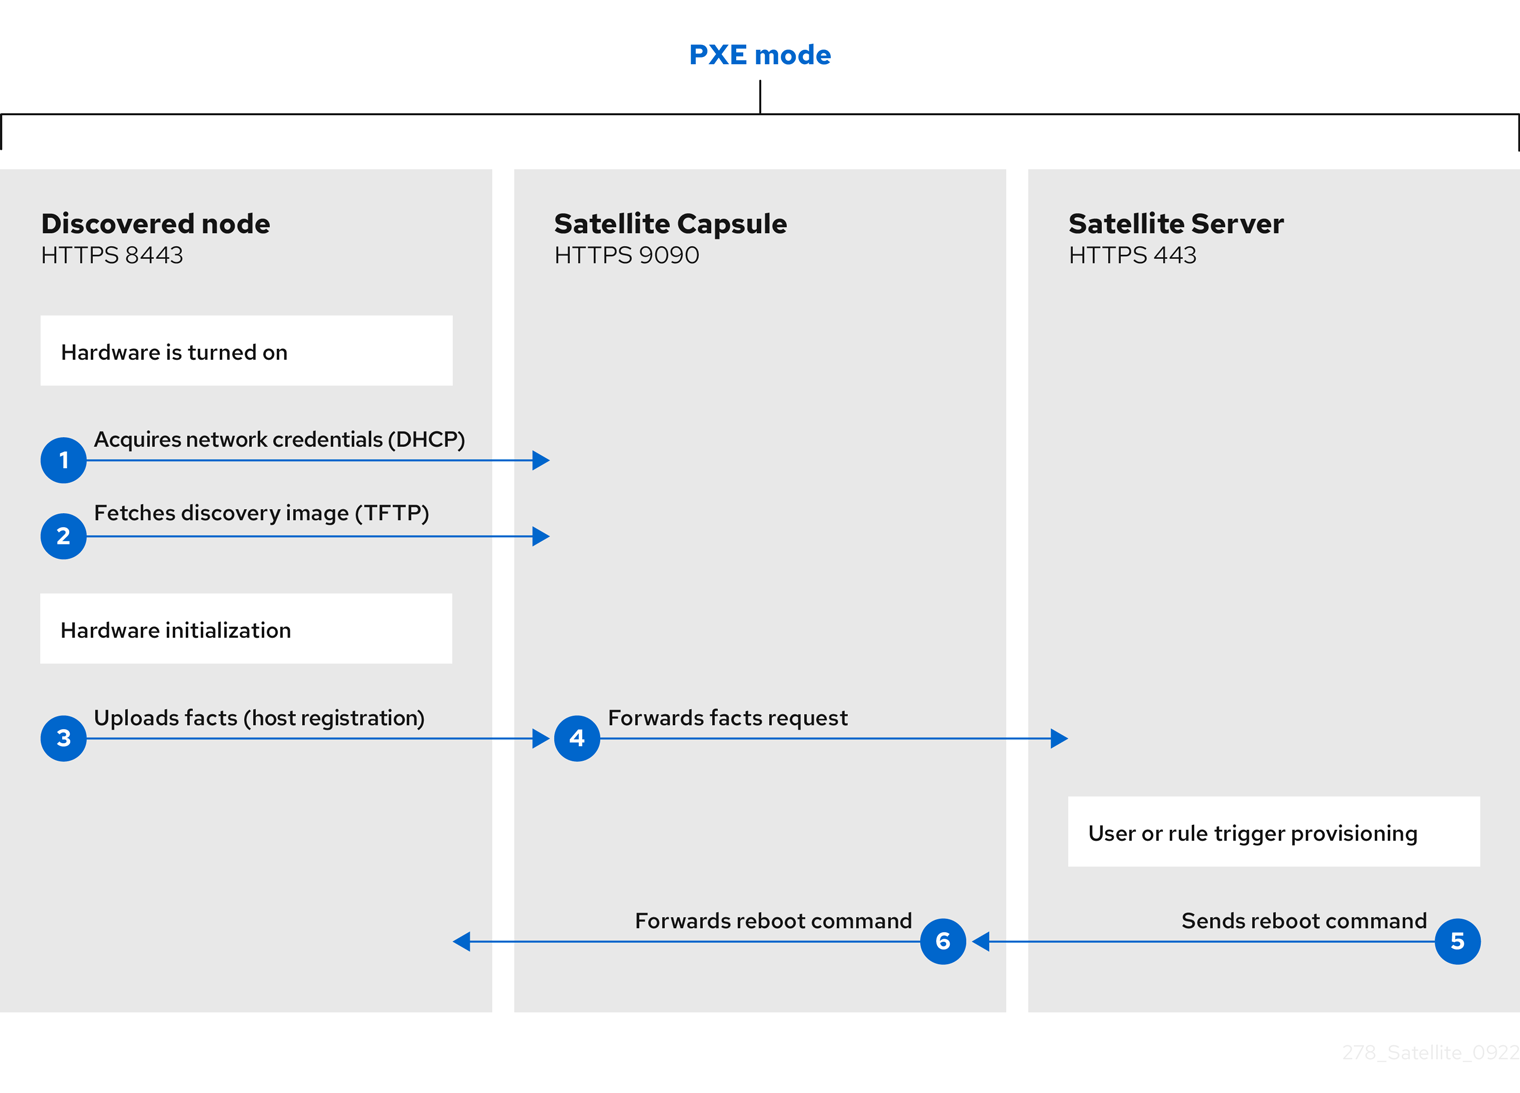 PXE mode
Discovered node
HTTPS 8443
Satellite Capsule
HTTPS 9090
Satellite Server
HTTPS 443
Hardware is turned on
1
Acquires network credentials (DHCP)
2
Fetches discovery image (TFTP)
Hardware initialization
3
Uploads facts (host registration)
4
Forwards facts request
User or rule trigger provisioning
Sends reboot command
5
Forwards reboot command
6
278_Satellite_0922